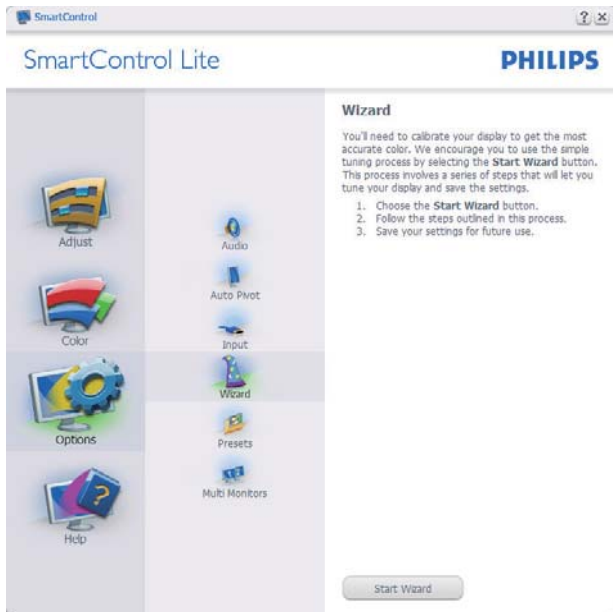 SmartControl
SmartControl Lite
PHILIPS
Adjust
Color
Options
Help
Audio
Auto Pivot
Input
Wizard
Presets
Multi Monitors
Wizard
You'll need to calibrate your display to get the most
accurate color. We encourage you to use the simple
tuning process by selecting the Start Wizard button.
This process involves a series of steps that will let you
tune your display and save the settings.
1. Choose the Start Wizard button.
2. Follow the steps outlined in this process.
3. Save your settings for future use.
Start Wizard